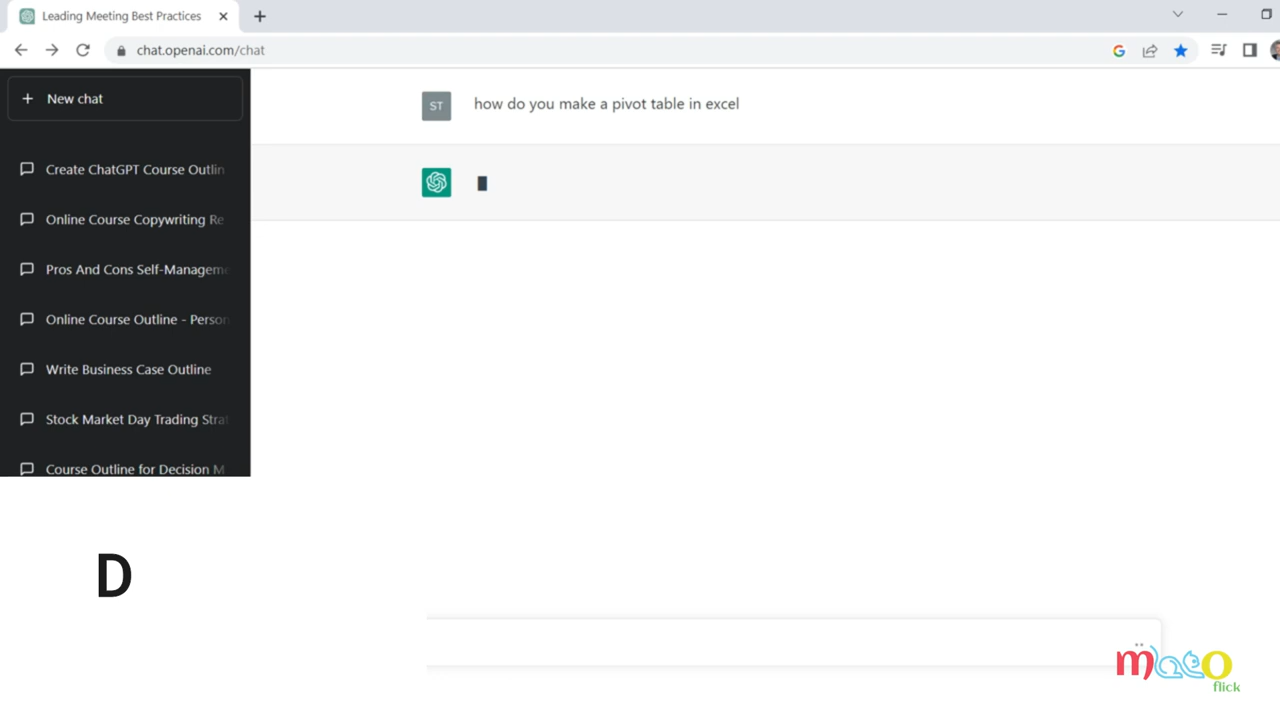 Leading Meeting Best Practices
chat.openai.com/chat
New chat
ST how do you make a pivot table in excel
Create ChatGPT Course Outlin
Online Course Copywriting Re
Pros And Cons Self-Managem
Online Course Outline - Person
Write Business Case Outline
Stock Market Day Trading Strat
Course Outline for Decision M
D
maoo
flick